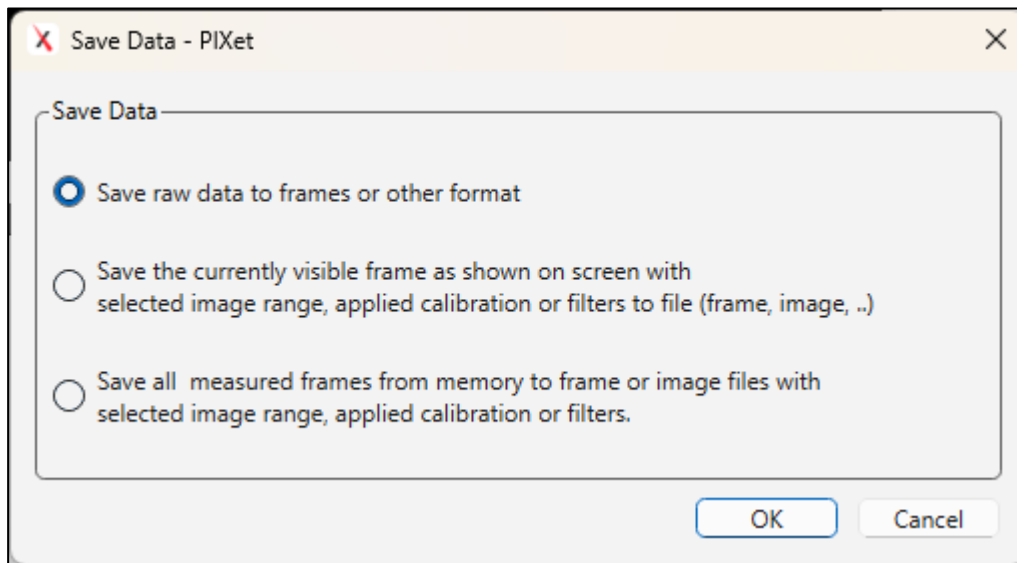 Save Data - PIXet
Save Data
Save raw data to frames or other format
Save the currently visible frame as shown on screen with
selected image range, applied calibration or filters to file (frame, image, ..)
Save all  measured frames from memory to frame or image files with
selected image range, applied calibration or filters.
OK
Cancel